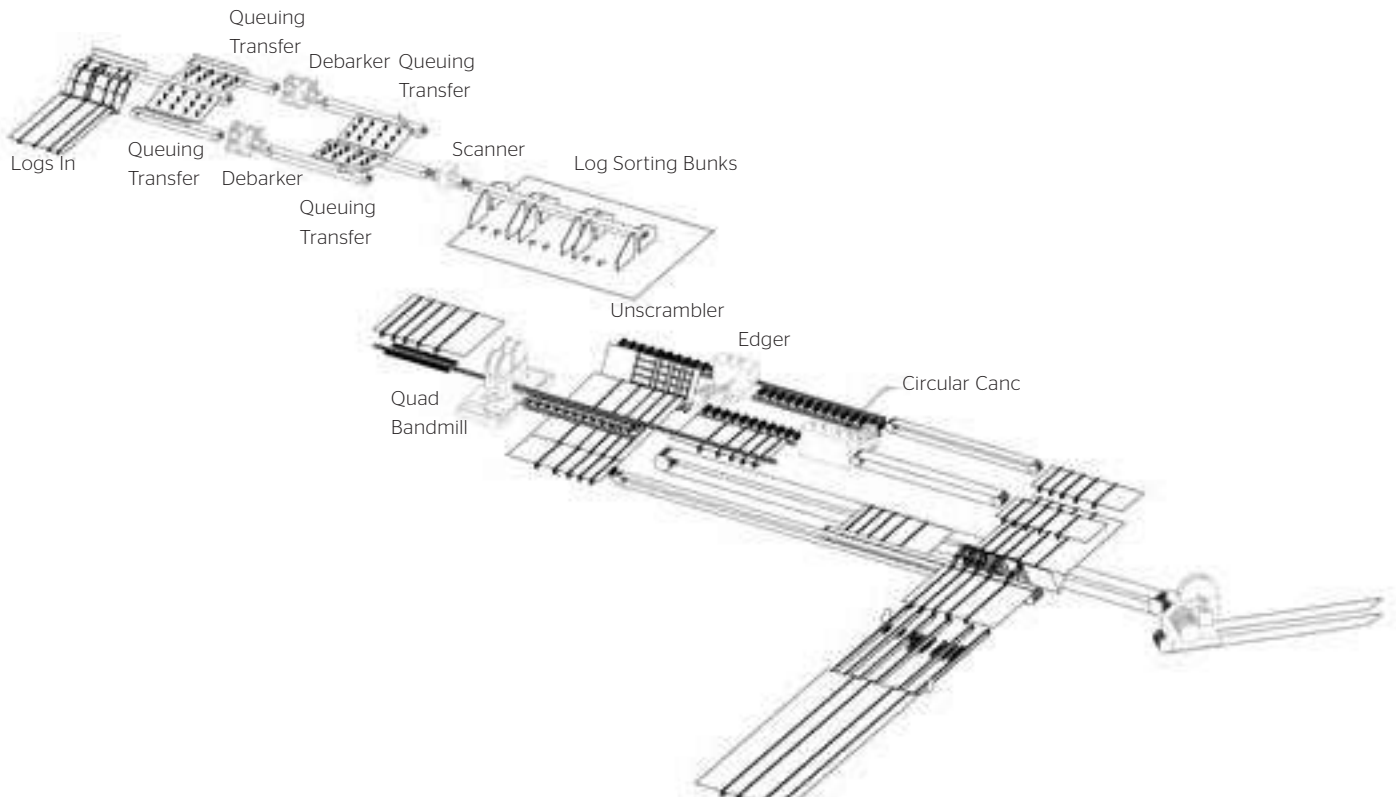 Queuing
Transfer
Debarker
Queuing
Transfer
Logs In
Queuing
Transfer
Debarker
Queuing
Transfer
Scanner
Log Sorting Bunks
Unscrambler
Edger
Quad
Bandmill
Circular Canc